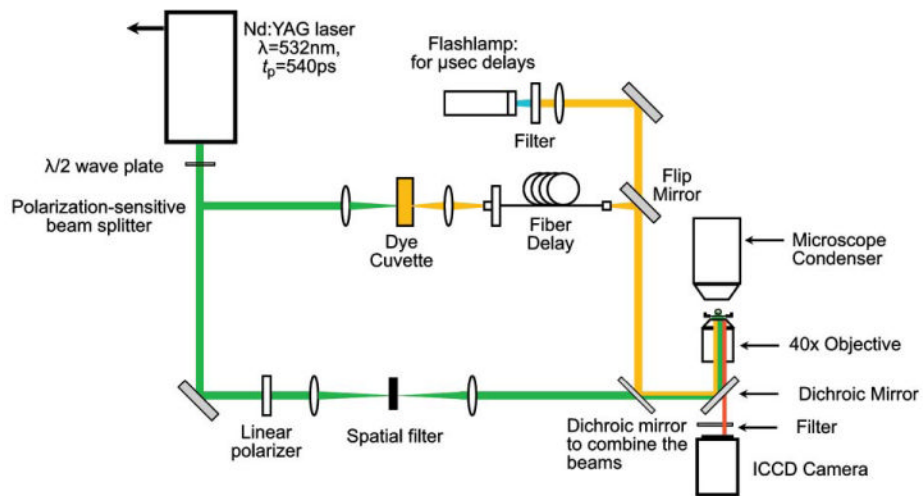 Nd:YAG laser
λ=532nm,
tp=540ps
Flashlamp:
for μsec delays
Filter
λ/2 wave plate
Polarization-sensitive
beam splitter
Dye
Cuvette
Fiber
Delay
Flip
Mirror
Microscope
Condenser
40x Objective
Dichroic Mirror
Filter
ICCD Camera
Linear
polarizer
Spatial filter
Dichroic mirror
to combine the
beams